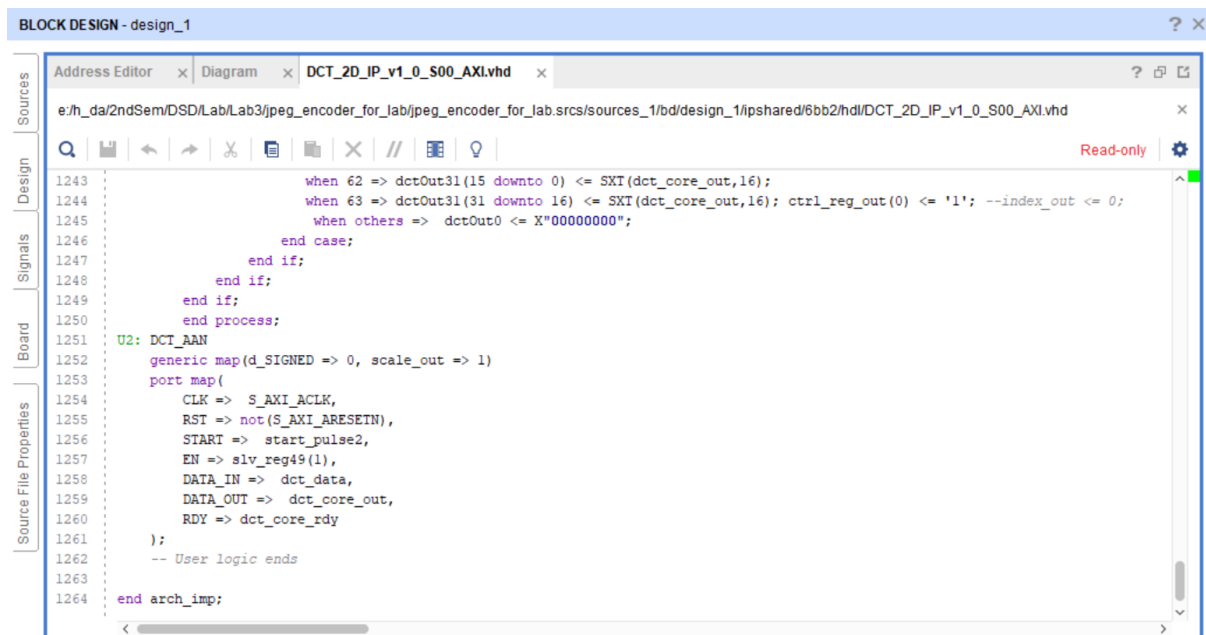 BLOCK DESIGN - design_1
? ×
Sources
Design
Signals
Board
Source File Properties
Address Editor × Diagram × DCT_2D_IP_v1_0_S00_AXI.vhd ×
?
e:/h_da/2ndSem/DSD/Lab/Lab3/jpeg_encoder_for_lab/jpeg_encoder_for_lab.srcs/sources_1/bd/design_1/ipshared/6bb2/hdl/DCT_2D_IP_v1_0_S00_AXI.vhd ×
// Read-only
1243 when 62 => dctOut31(15 downto 0) <= SXT(dct_core_out,16);
1244 when 63 => dctOut31(31 downto 16) <= SXT(dct_core_out,16); ctrl_reg_out(0) <= '1'; --index_out <= 0;
1245 when others => dctOut0 <= X"00000000";
1246 end case;
1247 end if;
1248 end if;
1249 end if;
1250 end process;
1251 U2: DCT_AAN
1252 generic map(d_SIGNED => 0, scale_out => 1)
1253 port map(
1254 CLK => S_AXI_ACLK,
1255 RST => not(S_AXI_ARESETN),
1256 START => start_pulse2,
1257 EN => slv_reg49(1),
1258 DATA_IN => dct_data,
1259 DATA_OUT => dct_core_out,
1260 RDY => dct_core_rdy
1261 );
1262 -- User logic ends
1263
1264 end arch_imp;